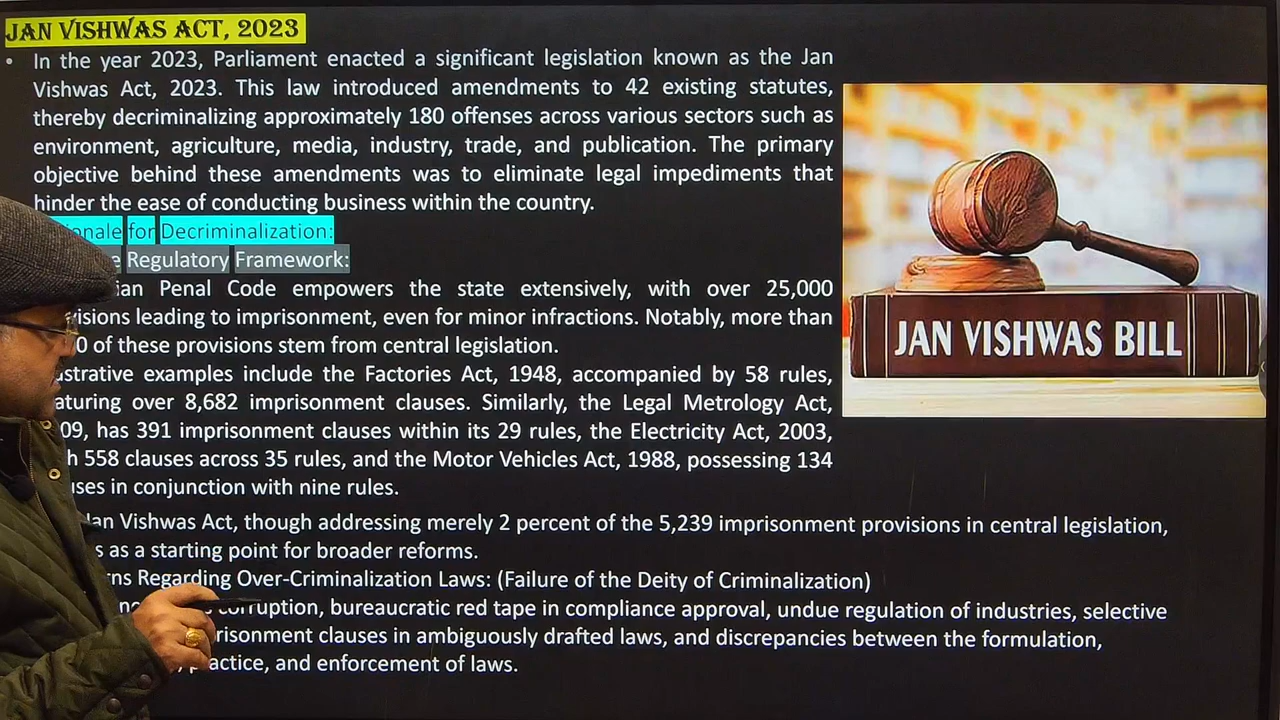 JAN VISHWAS ACT, 2023
• In the year 2023, Parliament enacted a significant legislation known as the Jan
Vishwas Act, 2023. This law introduced amendments to 42 existing statutes,
thereby decriminalizing approximately 180 offenses across various sectors such as
environment, agriculture, media, industry, trade, and publication. The primary
objective behind these amendments was to eliminate legal impediments that
hinder the ease of conducting business within the country.
for Decriminalization:
Regulatory Framework:
Penal Code empowers the state extensively, with over 25,000
leading to imprisonment, even for minor infractions. Notably, more than
of these provisions stem from central legislation.
examples include the Factories Act, 1948, accompanied by 58 rules,
over 8,682 imprisonment clauses. Similarly, the Legal Metrology Act,
has 391 imprisonment clauses within its 29 rules, the Electricity Act, 2003,
558 clauses across 35 rules, and the Motor Vehicles Act, 1988, possessing 134
in conjunction with nine rules.
Vishwas Act, though addressing merely 2 percent of the 5,239 imprisonment provisions in central legislation,
as a starting point for broader reforms.
Regarding Over-Criminalization Laws: (Failure of the Deity of Criminalization)
corruption, bureaucratic red tape in compliance approval, undue regulation of industries, selective
clauses in ambiguously drafted laws, and discrepancies between the formulation,
practice, and enforcement of laws.
JAN VISHWAS BILL